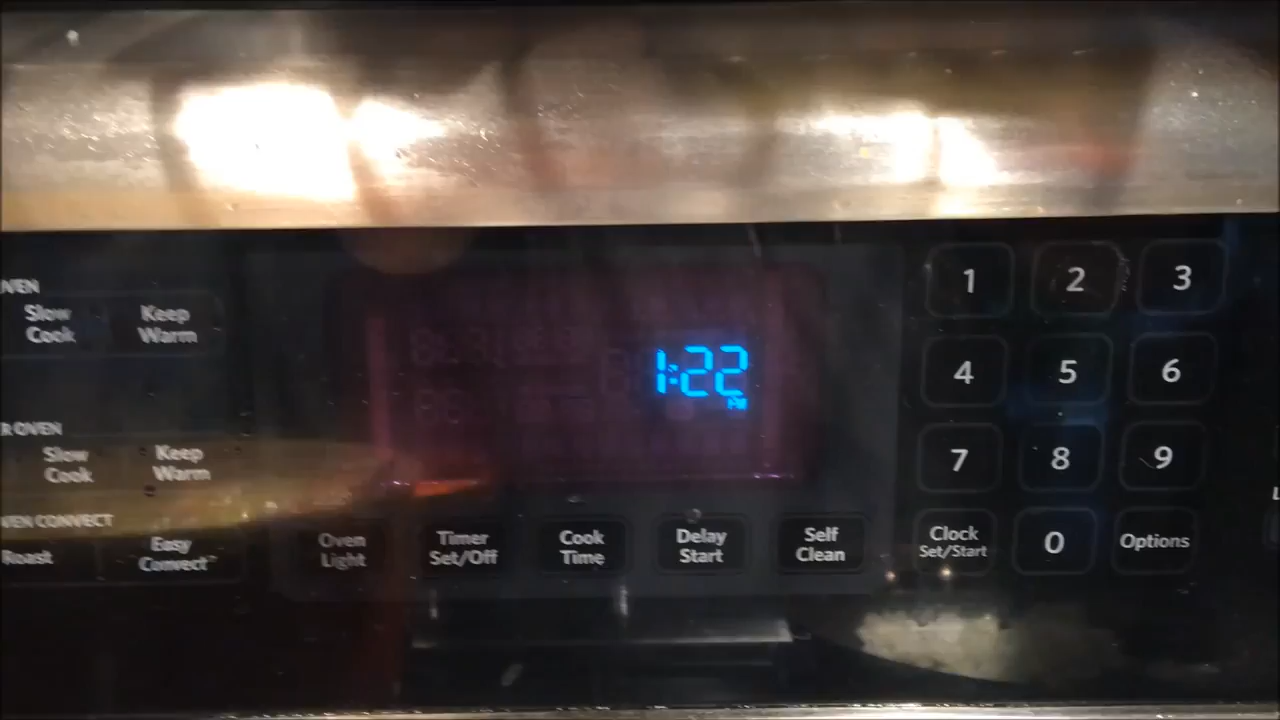 VEN
Slow Cook
Keep Warm
R OVEN
Slow Cook
Keep Warm
VEN CONVECT
Roast
Easy Convect
1:22
Oven Light
Timer Set/Off
Cook Time
Delay Start
Self Clean
1 2 3
4 5 6
7 8 9
Clock Set/Start
0
Options